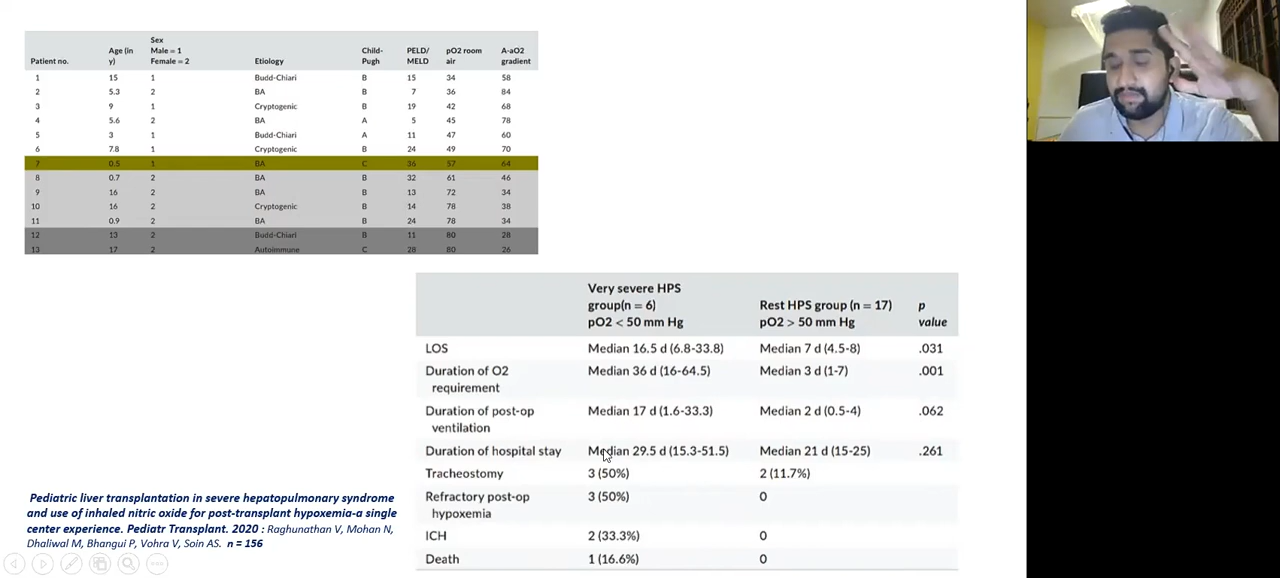 Patient no. Age (in y) Sex Male = 1 Female = 2 Etiology Child-Pugh PELD/ MELD pO2 room air A-aO2 gradient
1 15 1 Budd-Chiari B 15 34 58
2 5.3 2 BA B 7 36 84
3 9 1 Cryptogenic B 19 42 68
4 5.6 2 BA A 5 45 78
5 3 1 Budd-Chiari A 11 47 60
6 7.8 1 Cryptogenic B 24 49 70
7 0.5 1 BA C 36 57 64
8 0.7 2 BA B 32 61 46
9 16 2 BA B 13 72 34
10 16 2 Cryptogenic B 14 78 38
11 0.9 2 BA B 24 78 34
12 13 2 Budd-Chiari B 11 80 28
13 17 2 Autoimmune C 28 80 26
Very severe HPS group(n = 6) pO2 < 50 mm Hg Rest HPS group (n = 17) pO2 > 50 mm Hg p value
LOS Median 16.5 d (6.8-33.8) Median 7 d (4.5-8) .031
Duration of O2 requirement Median 36 d (16-64.5) Median 3 d (1-7) .001
Duration of post-op ventilation Median 17 d (1.6-33.3) Median 2 d (0.5-4) .062
Duration of hospital stay Median 29.5 d (15.3-51.5) Median 21 d (15-25) .261
Tracheostomy 3 (50%) 2 (11.7%)
Refractory post-op hypoxemia 3 (50%) 0
ICH 2 (33.3%) 0
Death 1 (16.6%) 0
Pediatric liver transplantation in severe hepatopulmonary syndrome
and use of inhaled nitric oxide for post-transplant hypoxemia-a single
center experience. Pediatr Transplant. 2020 : Raghunathan V, Mohan N,
Dhaliwal M, Bhangui P, Vohra V, Soin AS. n = 156